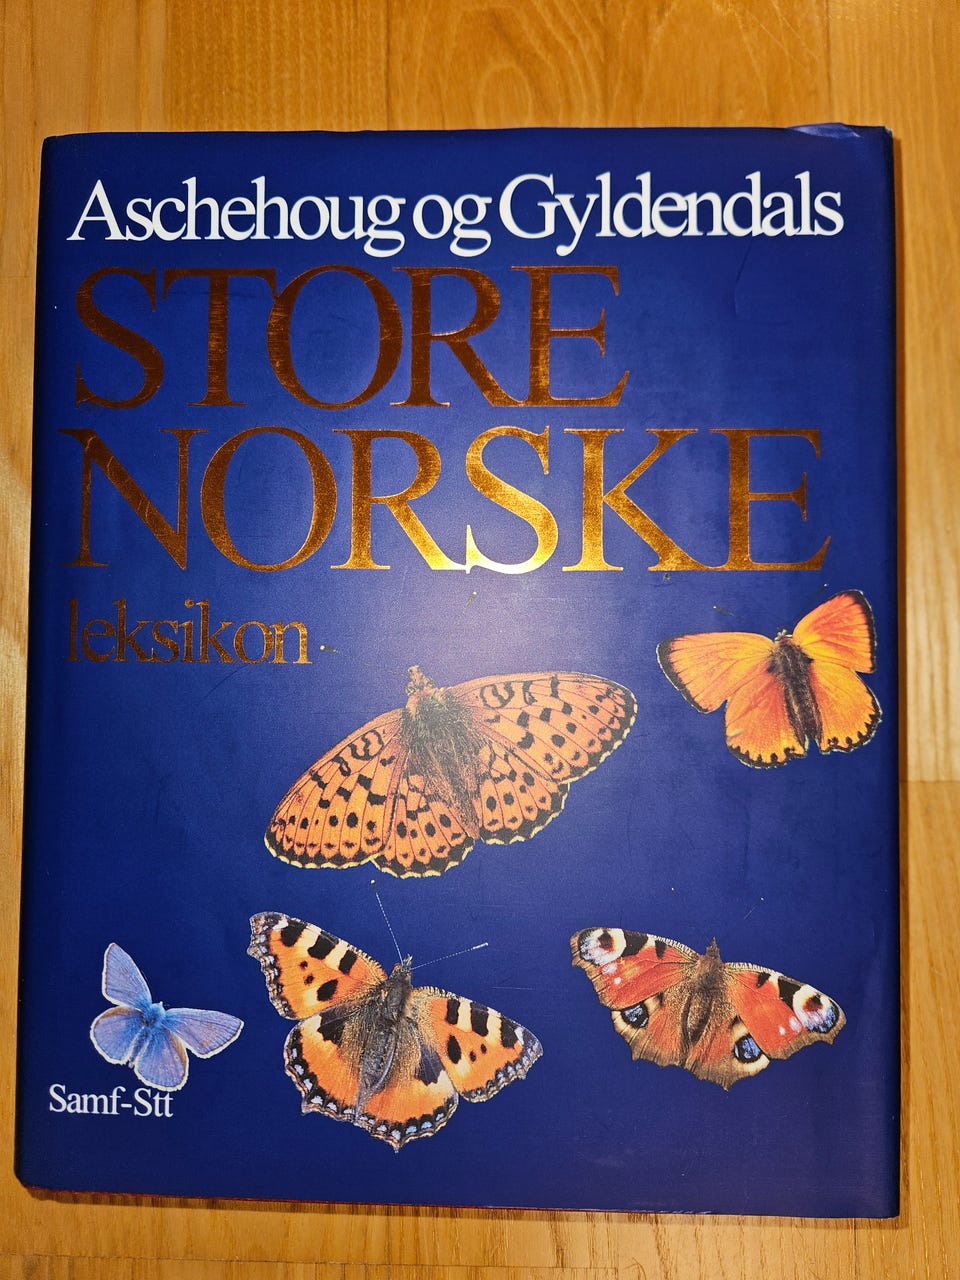 Aschehoug og Gyldendals
STORE
NORSKE
leksikon
Samf-Stt